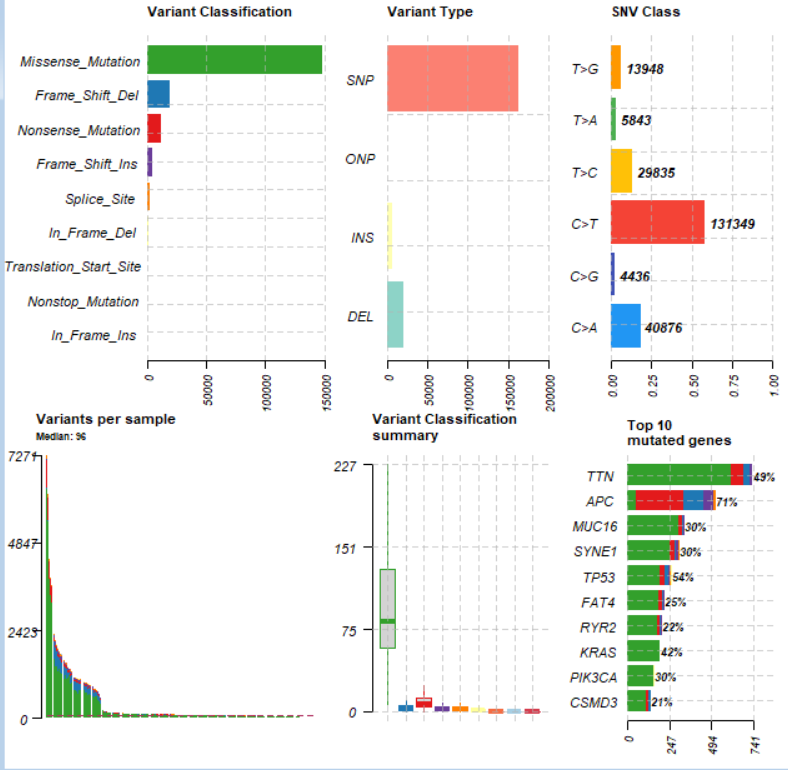 Variant Classification
Missense_Mutation
Frame_Shift_Del
Nonsense_Mutation
Frame_Shift_Ins
Splice_Site
In_Frame_Del
Translation_Start_Site
Nonstop_Mutation
In_Frame_Ins
0
50000
100000
150000
Variant Type
SNP
ONP
INS
DEL
0
50000
100000
150000
200000
SNV Class
T>G
13948
T>A
5843
T>C
29835
C>T
131349
C>G
4436
C>A
40876
0.00
0.25
0.50
0.75
1.00
Variants per sample
Median: 96
7271
4847
2423
0
Variant Classification
summary
227
151
75
0
Top 10
mutated genes
TTN
49%
APC
71%
MUC16
30%
SYNE1
30%
TP53
54%
FAT4
25%
RYR2
22%
KRAS
42%
PIK3CA
30%
CSMD3
21%
0
247
494
741